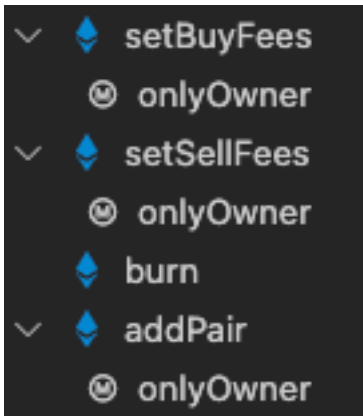 setBuyFees
onlyOwner
setSellFees
onlyOwner
burn
addPair
onlyOwner